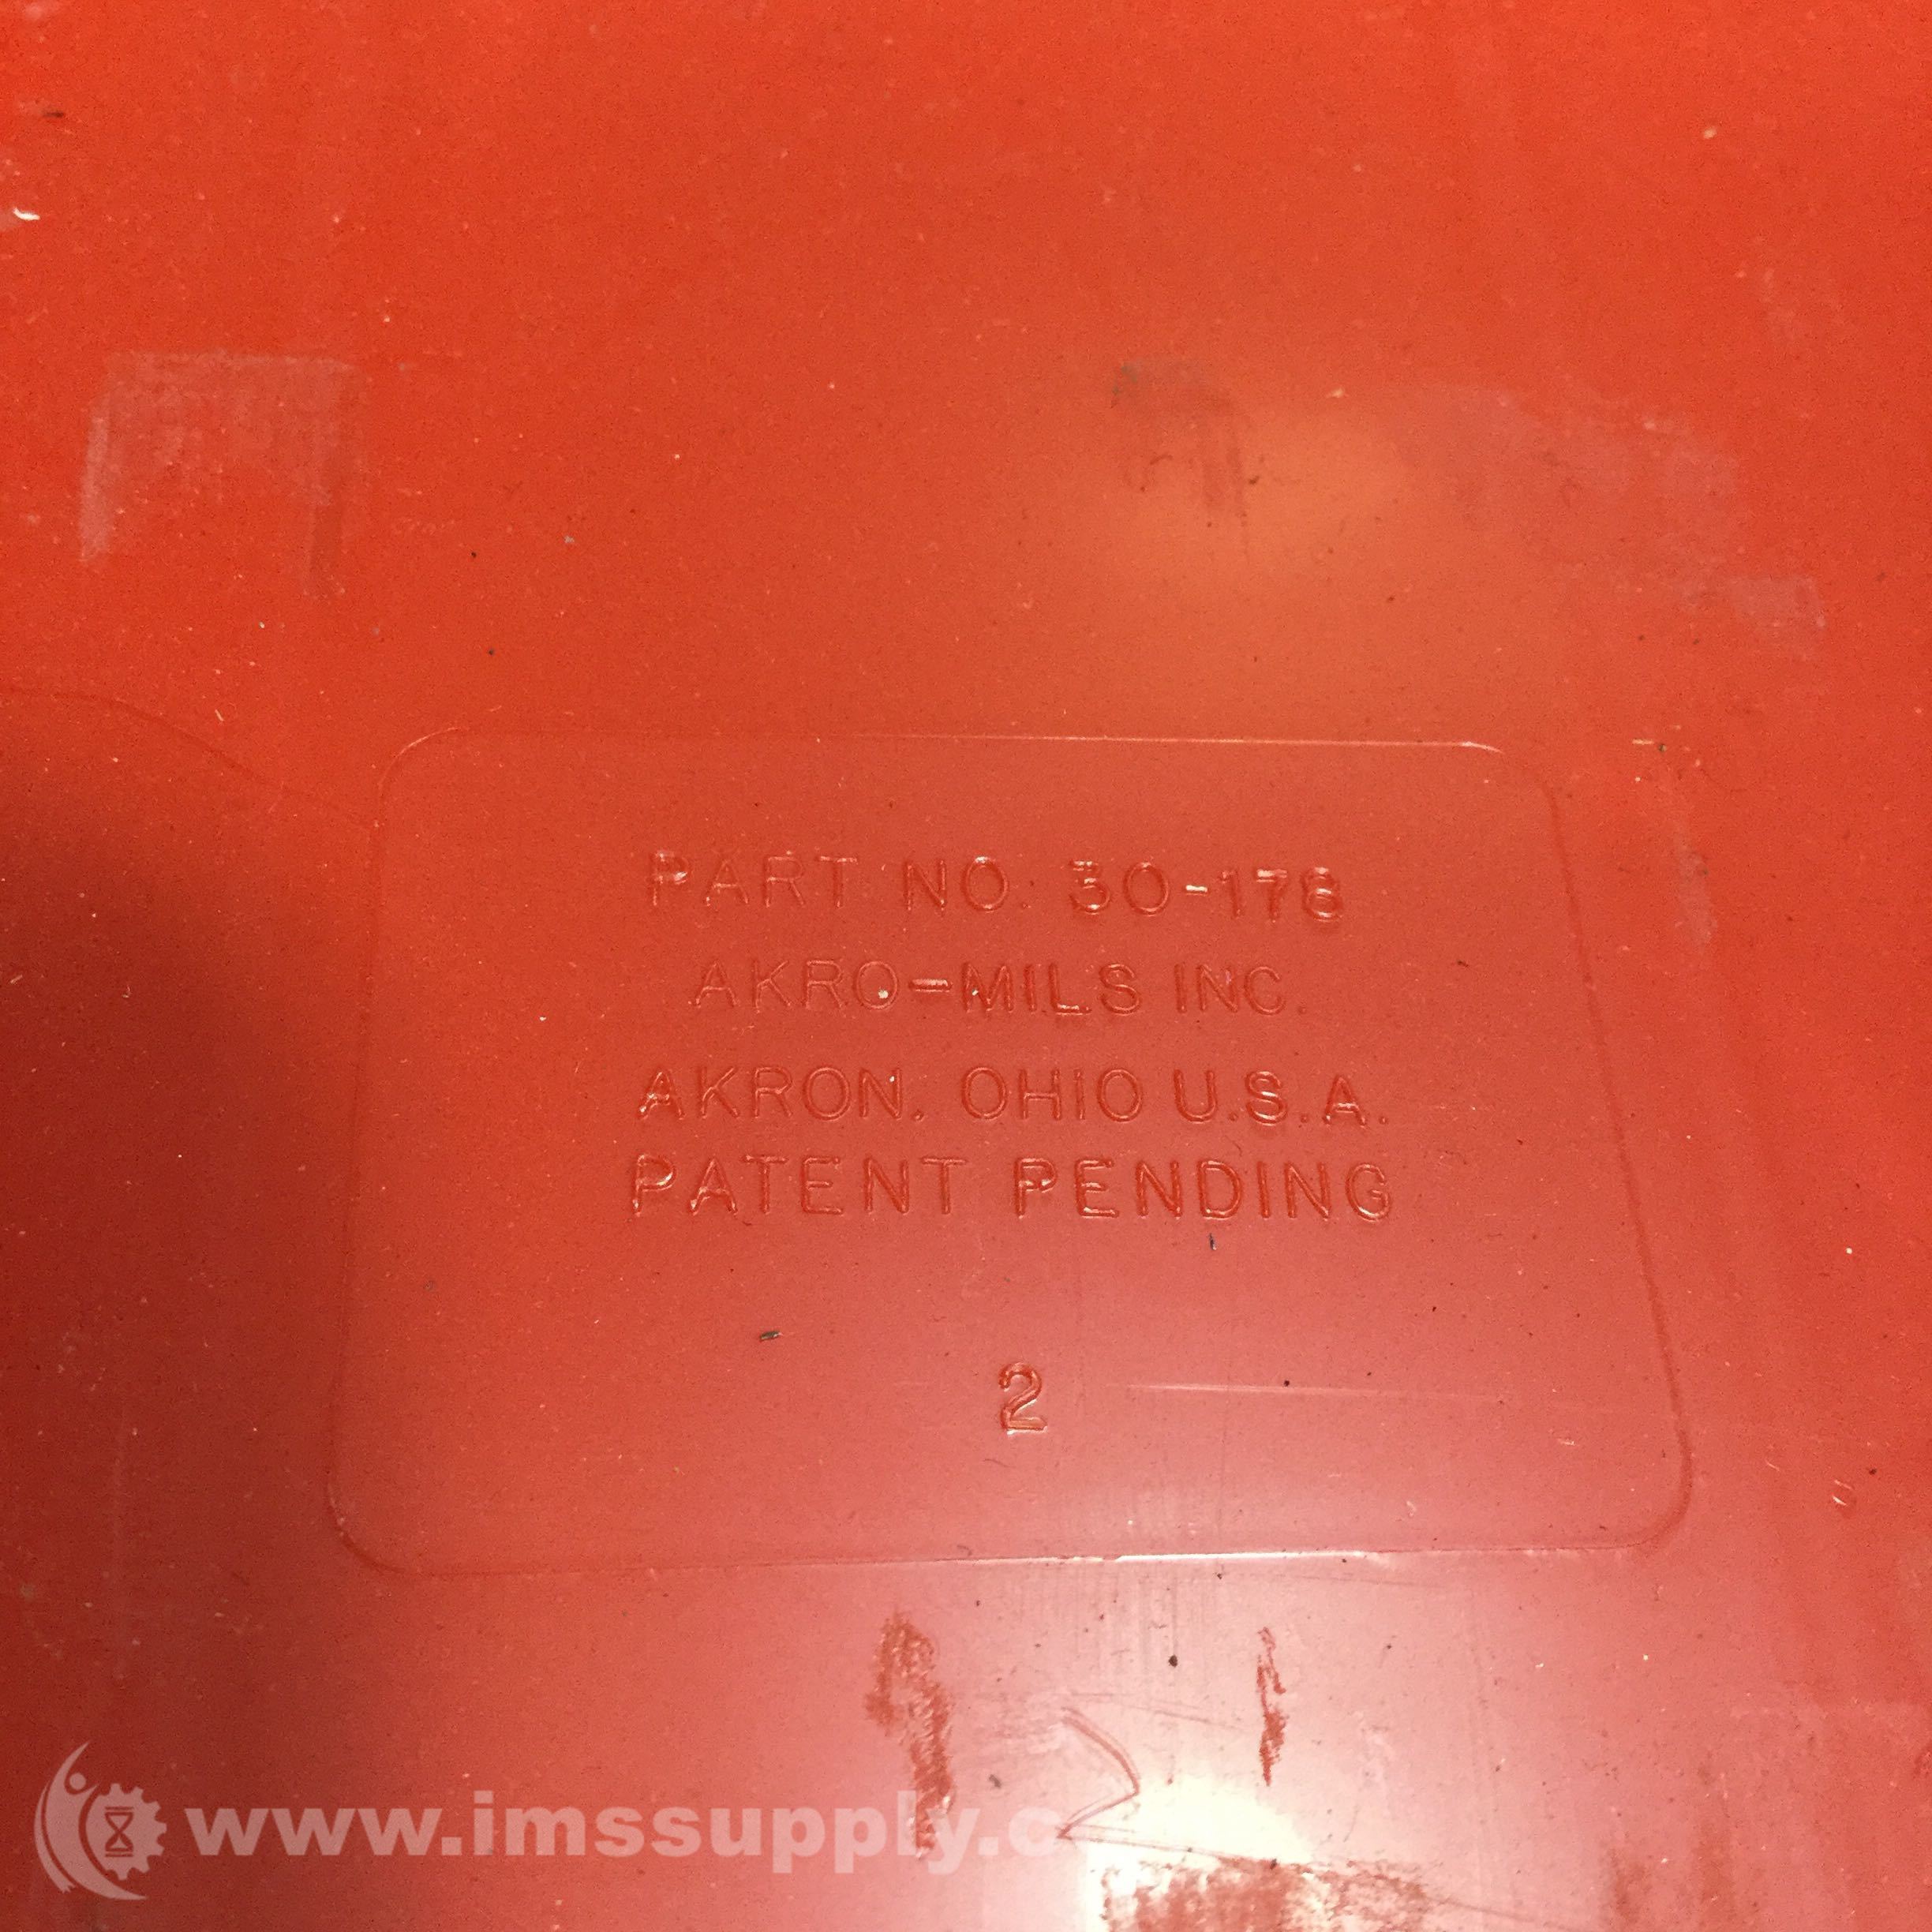 PART NO. 30-178
AKRO-MILS INC.
AKRON, OHIO U.S.A.
PATENT PENDING
2
www.imssupply.c